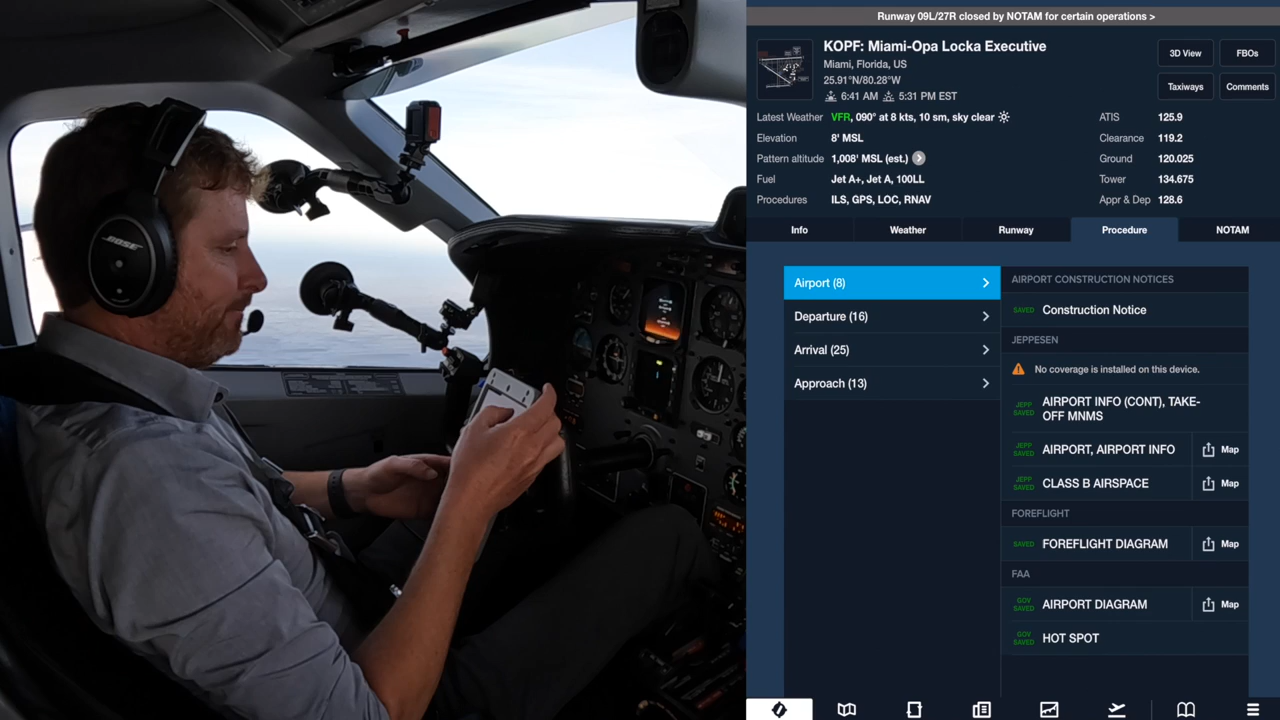 BOSE
Runway 09L/27R closed by NOTAM for certain operations >
KOPF: Miami-Opa Locka Executive
Miami, Florida, US
25.91°N/80.28°W
6:41 AM 5:31 PM EST
3D View
FBOs
Taxiways
Comments
Latest Weather VFR, 090° at 8 kts, 10 sm, sky clear
Elevation 8' MSL
Pattern altitude 1,008' MSL (est.)
Fuel Jet A+, Jet A, 100LL
Procedures ILS, GPS, LOC, RNAV
ATIS 125.9
Clearance 119.2
Ground 120.025
Tower 134.675
Appr & Dep 128.6
Info Weather Runway Procedure NOTAM
Airport (8)
Departure (16)
Arrival (25)
Approach (13)
AIRPORT CONSTRUCTION NOTICES
SAVED Construction Notice
JEPPESEN
No coverage is installed on this device.
JEPP SAVED
AIRPORT INFO (CONT), TAKE-
OFF MNMS
JEPP SAVED
AIRPORT, AIRPORT INFO Map
JEPP SAVED
CLASS B AIRSPACE Map
FOREFLIGHT
SAVED FOREFLIGHT DIAGRAM Map
FAA
GOV SAVED
AIRPORT DIAGRAM Map
GOV SAVED
HOT SPOT